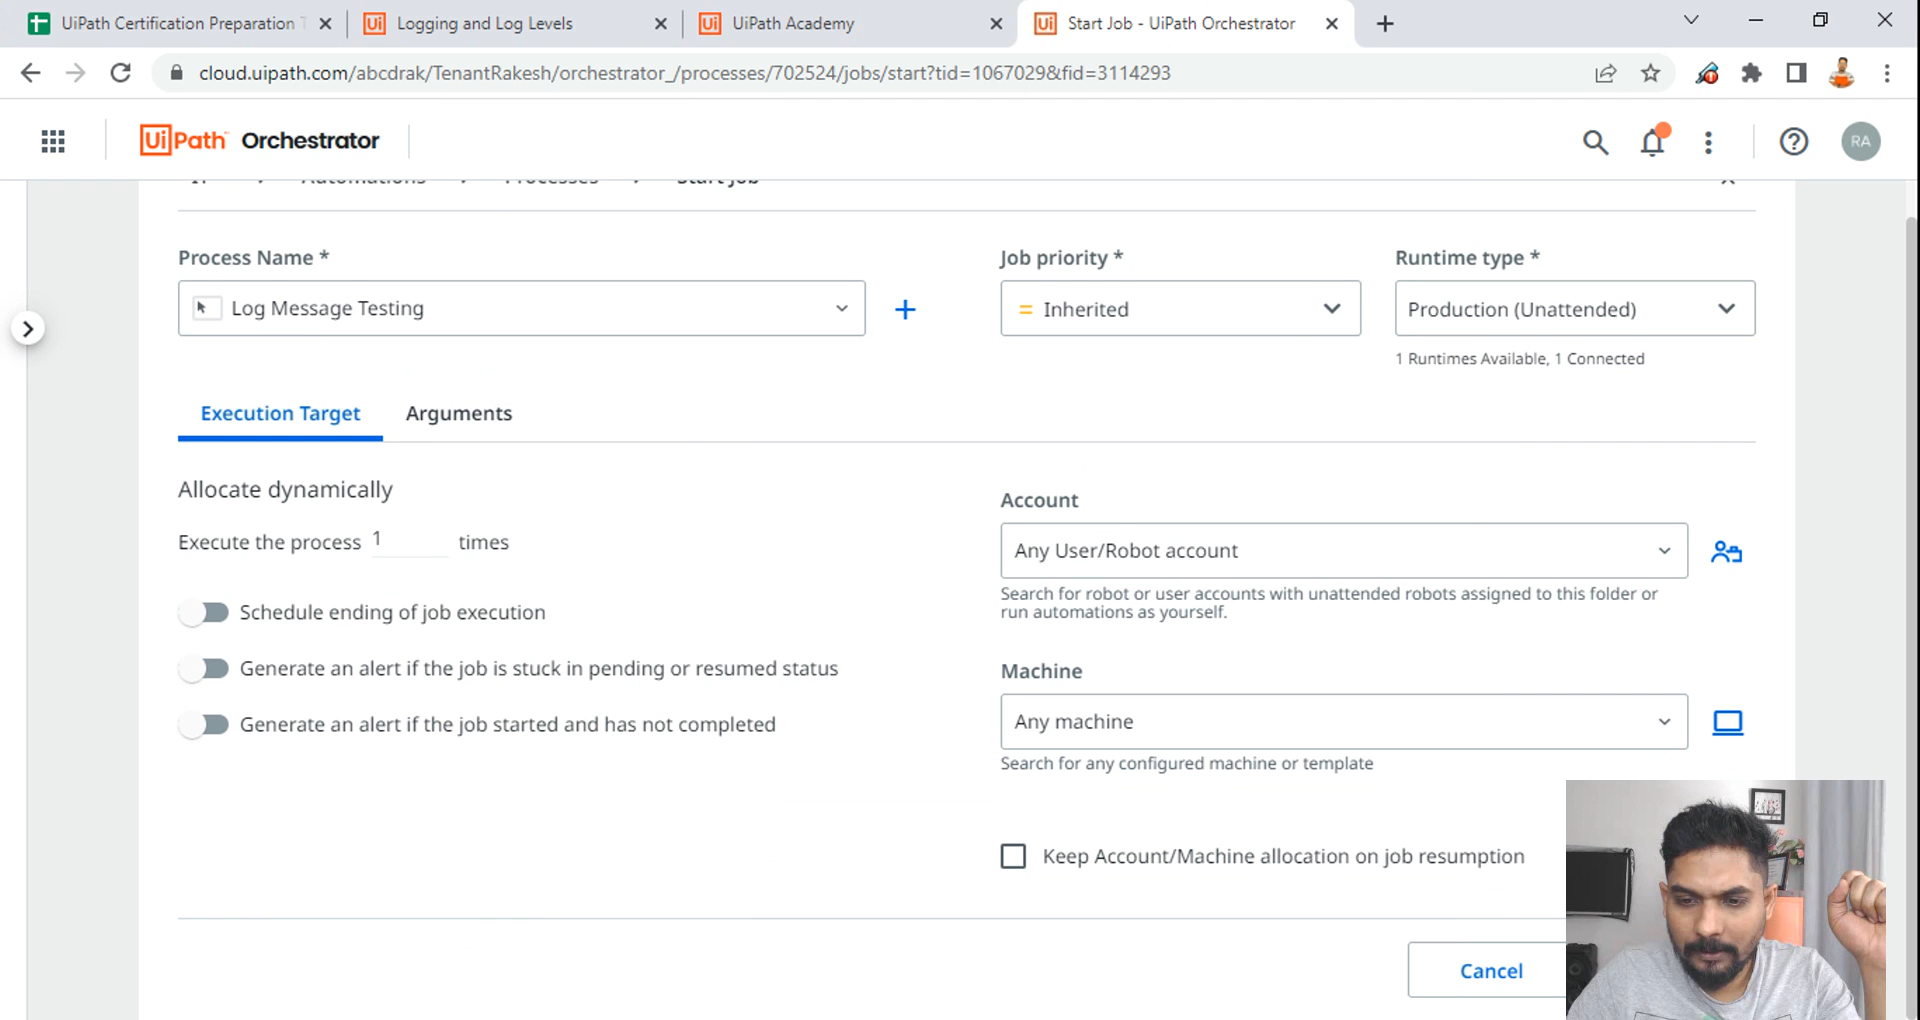 UiPath Certification Preparation
Logging and Log Levels
UiPath Academy
Start Job - UiPath Orchestrator
cloud.uipath.com/abcdrak/TenantRakesh/orchestrator_/processes/702524/jobs/start?tid=1067029&fid=3114293
UiPath Orchestrator
RA
IT > Automations > Processes > Start Job
Process Name *
Job priority *
Runtime type *
Log Message Testing
Inherited
Production (Unattended)
1 Runtimes Available, 1 Connected
Execution Target
Arguments
Allocate dynamically
Account
Execute the process 1 times
Any User/Robot account
Search for robot or user accounts with unattended robots assigned to this folder or
run automations as yourself.
Schedule ending of job execution
Generate an alert if the job is stuck in pending or resumed status
Machine
Generate an alert if the job started and has not completed
Any machine
Search for any configured machine or template
Keep Account/Machine allocation on job resumption
Cancel